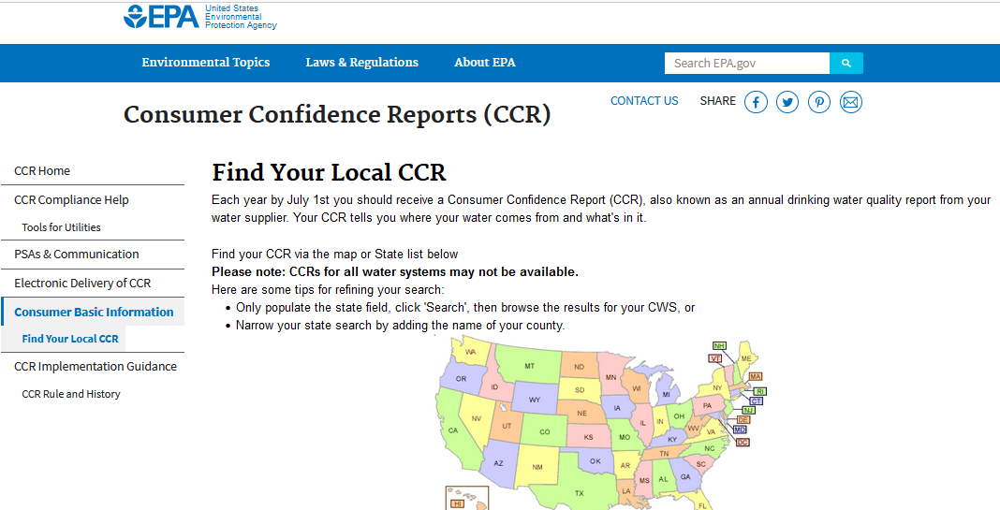 EPA United States
Environmental
Protection Agency
Environmental Topics Laws & Regulations About EPA Search EPA.gov
CONTACT US SHARE
Consumer Confidence Reports (CCR)
CCR Home
CCR Compliance Help
Tools for Utilities
PSAs & Communication
Electronic Delivery of CCR
Consumer Basic Information
Find Your Local CCR
CCR Implementation Guidance
CCR Rule and History
Find Your Local CCR
Each year by July 1st you should receive a Consumer Confidence Report (CCR), also known as an annual drinking water quality report from your
water supplier. Your CCR tells you where your water comes from and what's in it.
Find your CCR via the map or State list below
Please note: CCRs for all water systems may not be available.
Here are some tips for refining your search:
• Only populate the state field, click 'Search', then browse the results for your CWS, or
• Narrow your state search by adding the name of your county.
WA
MT
ND
MN
OR
ID
WY
SD
WI
MI
NH
VT
ME
NY
MA
RI
CT
NV
UT
CO
NE
IA
IL
IN
OH
PA
NJ
DE
MD
DC
CA
AZ
NM
KS
MO
KY
WV
VA
OK
AR
TN
NC
SC
TX
LA
MS
AL
GA
FL
HI